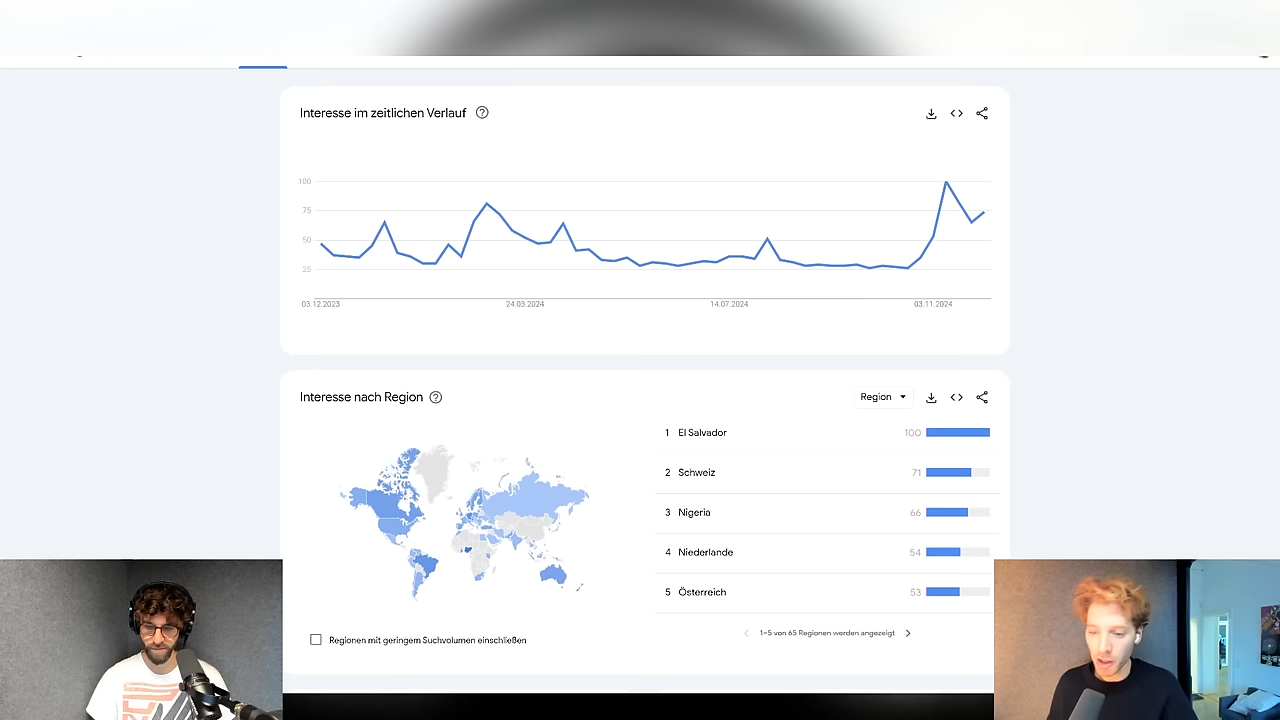 Interesse im zeitlichen Verlauf
100
75
50
25
03.12.2023 24.03.2024 14.07.2024 03.11.2024
Interesse nach Region
Region
1 El Salvador 100
2 Schweiz 71
3 Nigeria 66
4 Niederlande 54
5 Österreich 53
1–5 von 65 Regionen werden angezeigt
Regionen mit geringem Suchvolumen einschließen